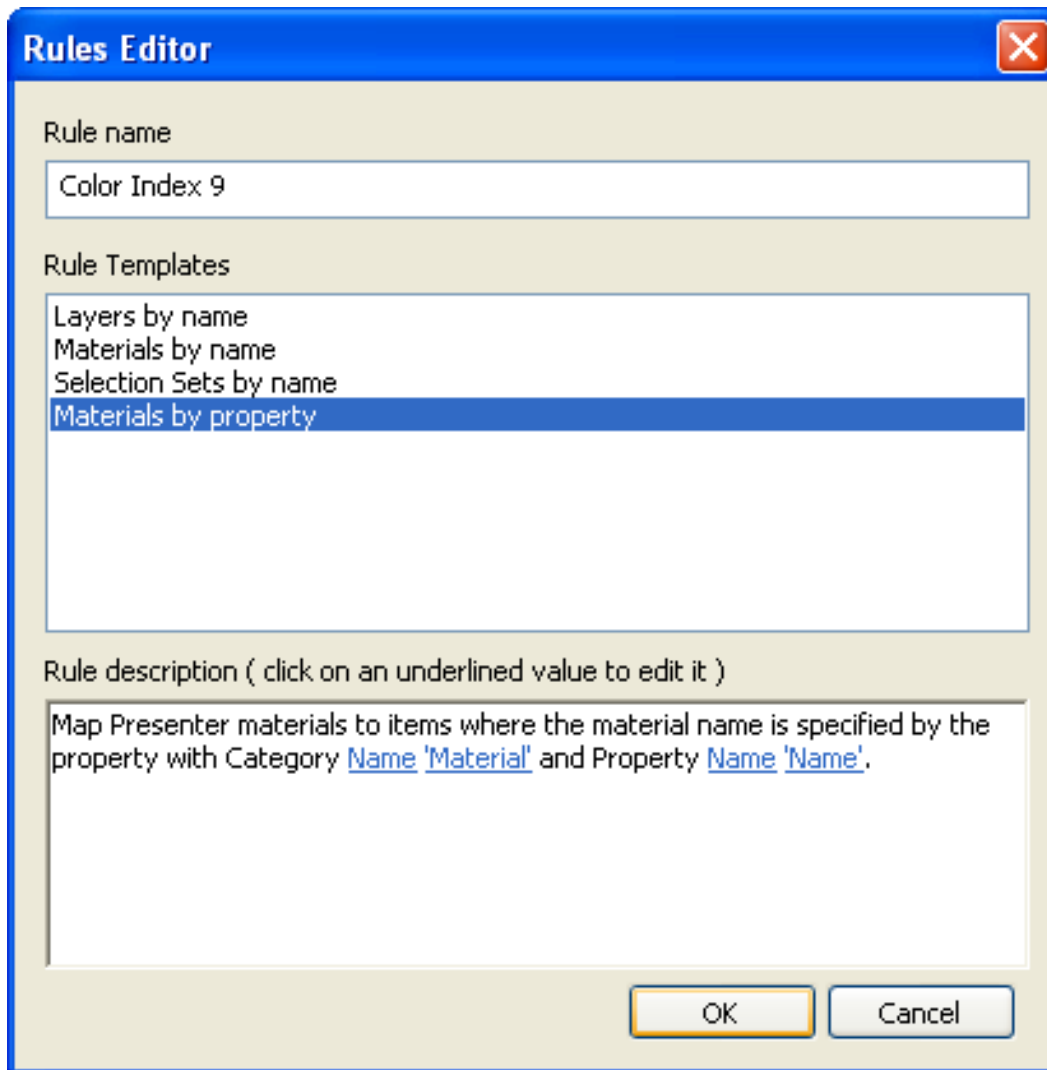 Rules Editor
Rule name
Color Index 9
Rule Templates
Layers by name
Materials by name
Selection Sets by name
Materials by property
Rule description ( click on an underlined value to edit it )
Map Presenter materials to items where the material name is specified by the
property with Category Name 'Material' and Property Name 'Name'.
OK Cancel